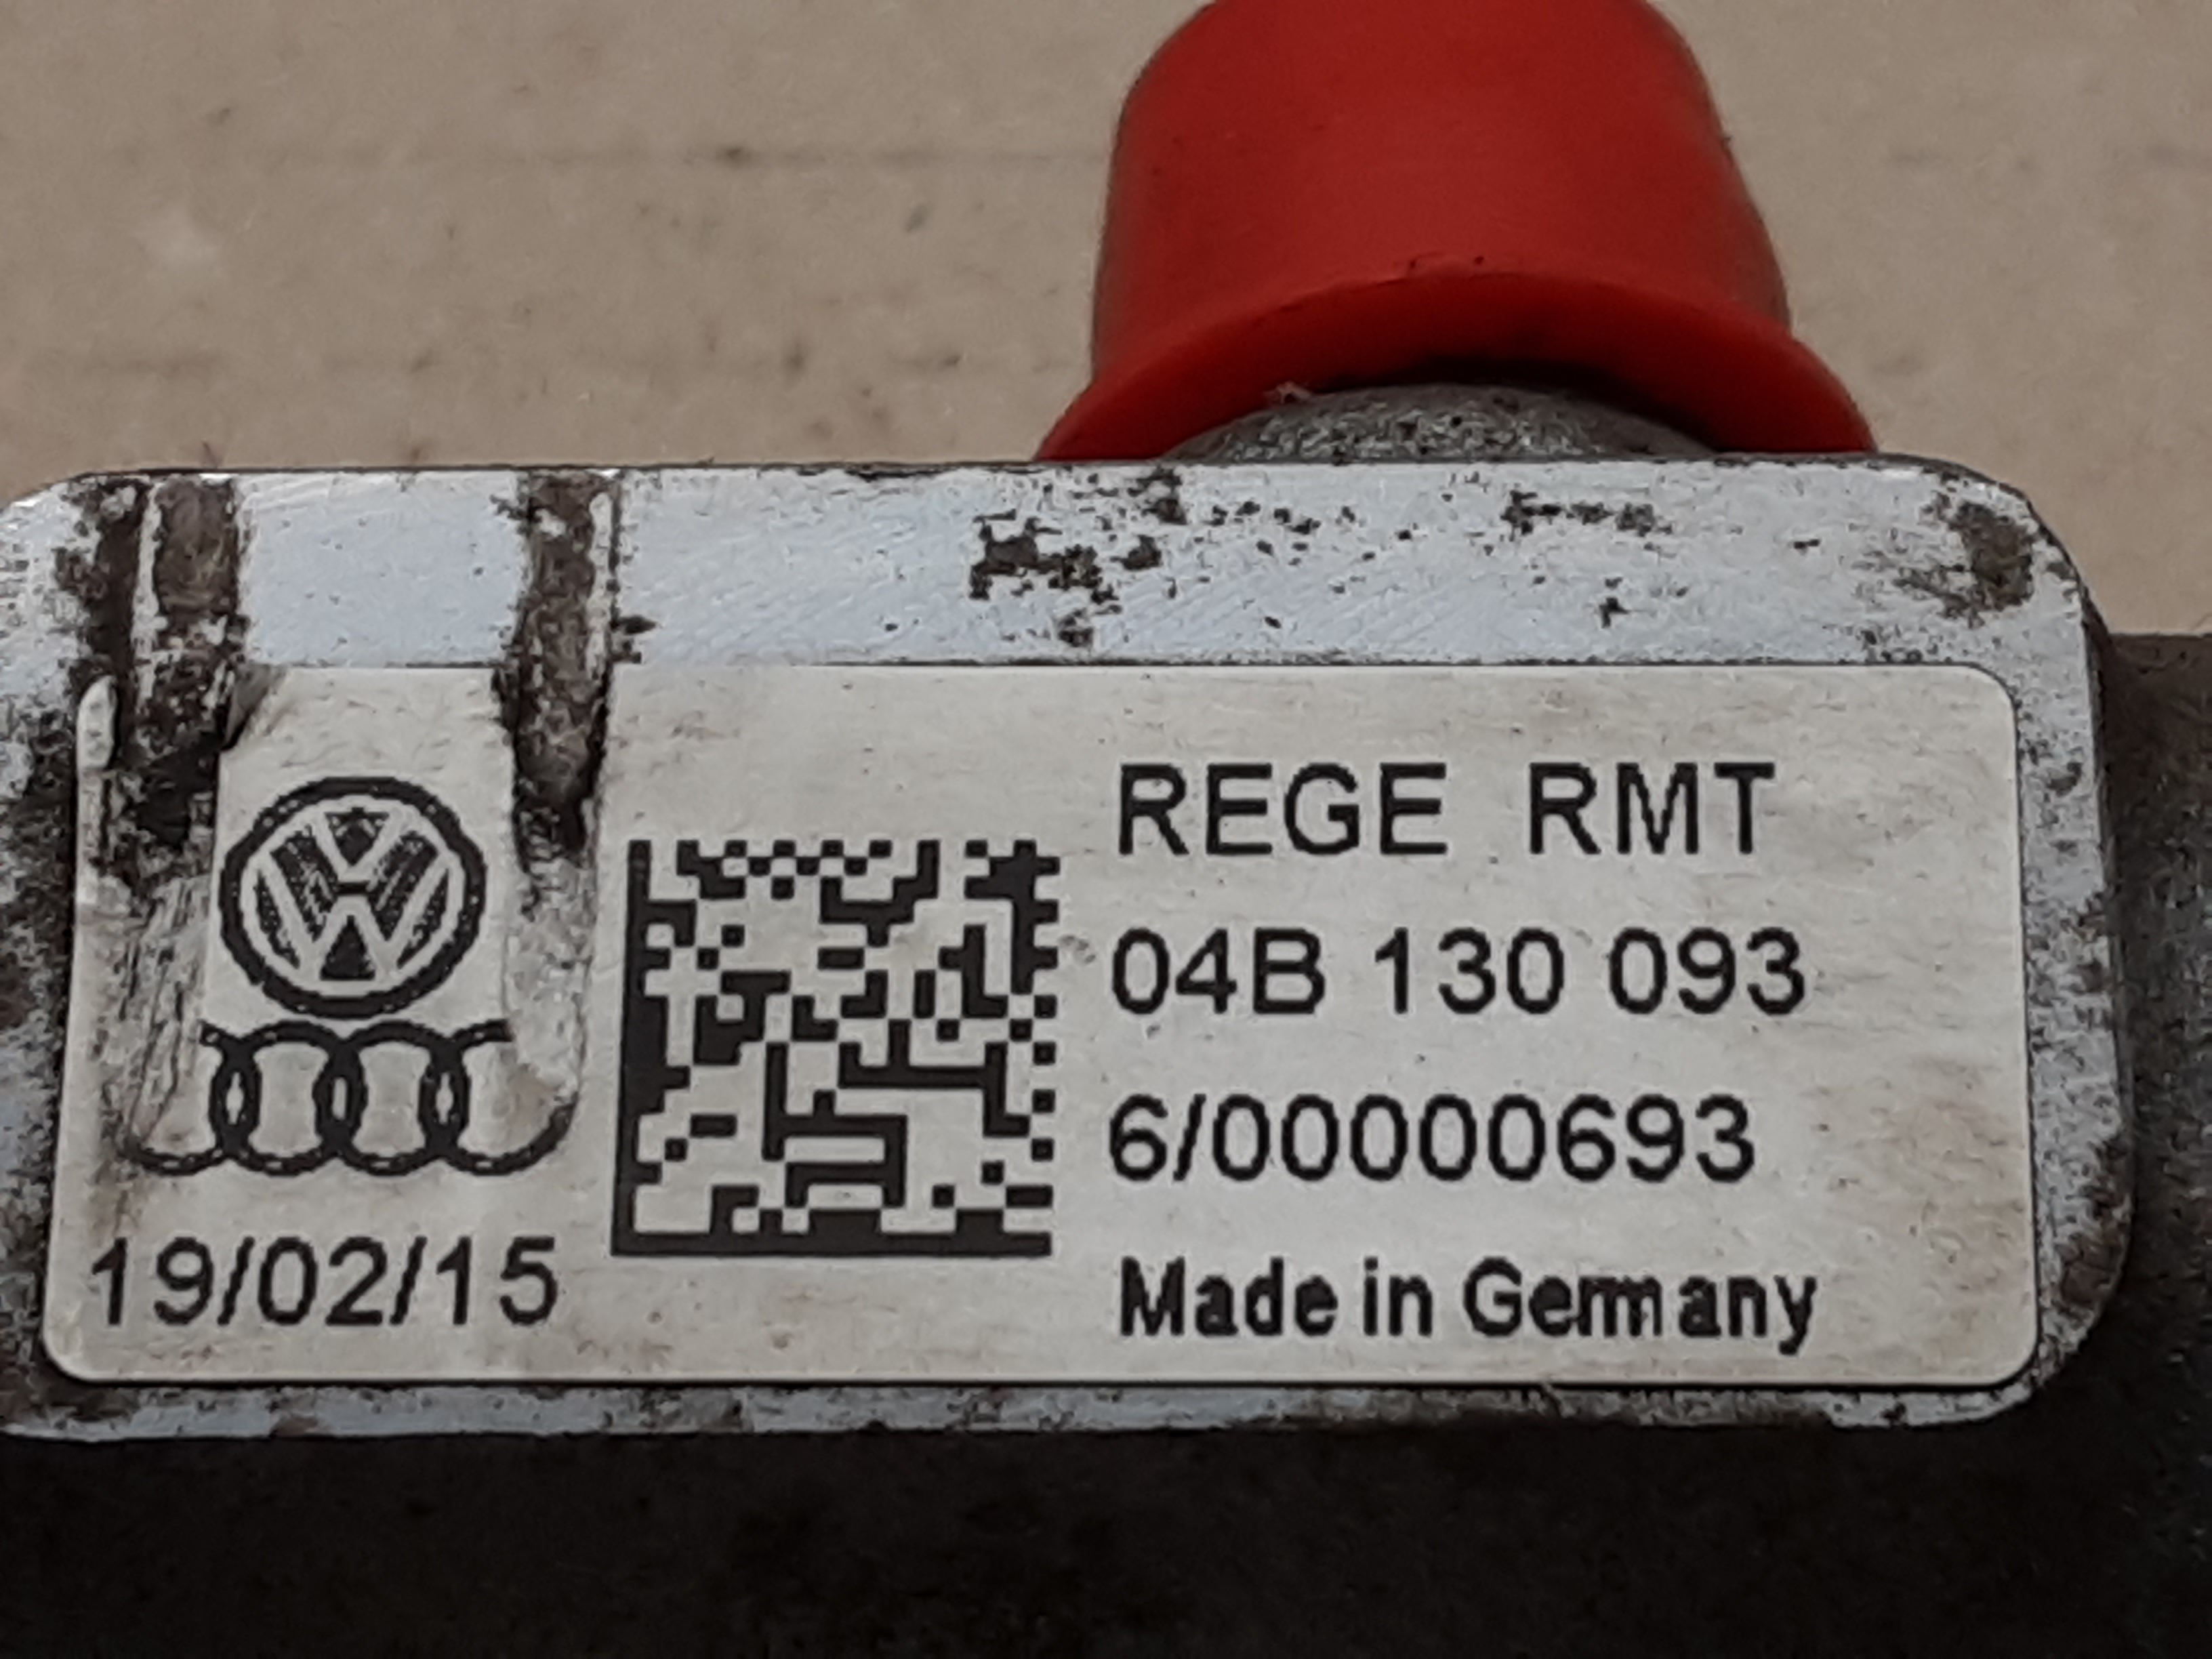 REGE RMT
04B 130 093
6/00000693
Made in Germany
19/02/15